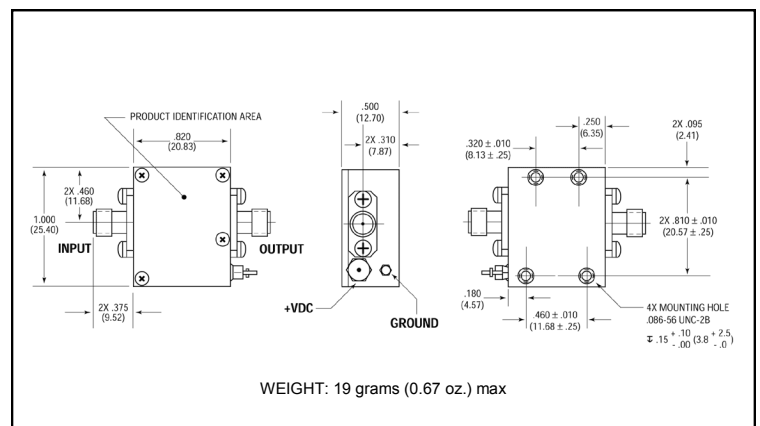 PRODUCT IDENTIFICATION AREA
.820
(20.83)
2X .460
(11.68)
1.000
(25.40)
INPUT
OUTPUT
2X .375
(9.52)
.500
(12.70)
2X .310
(7.87)
+VDC
GROUND
.250
(6.35)
2X .095
(2.41)
.320 ± .010
(8.13 ± .25)
2X .810 ± .010
(20.57 ± .25)
.180
(4.57)
.460 ± .010
(11.68 ± .25)
4X MOUNTING HOLE
.086-56 UNC-2B
↧ .15 + .10 - .00 (3.8 + 2.5 - .0)
WEIGHT: 19 grams (0.67 oz.) max